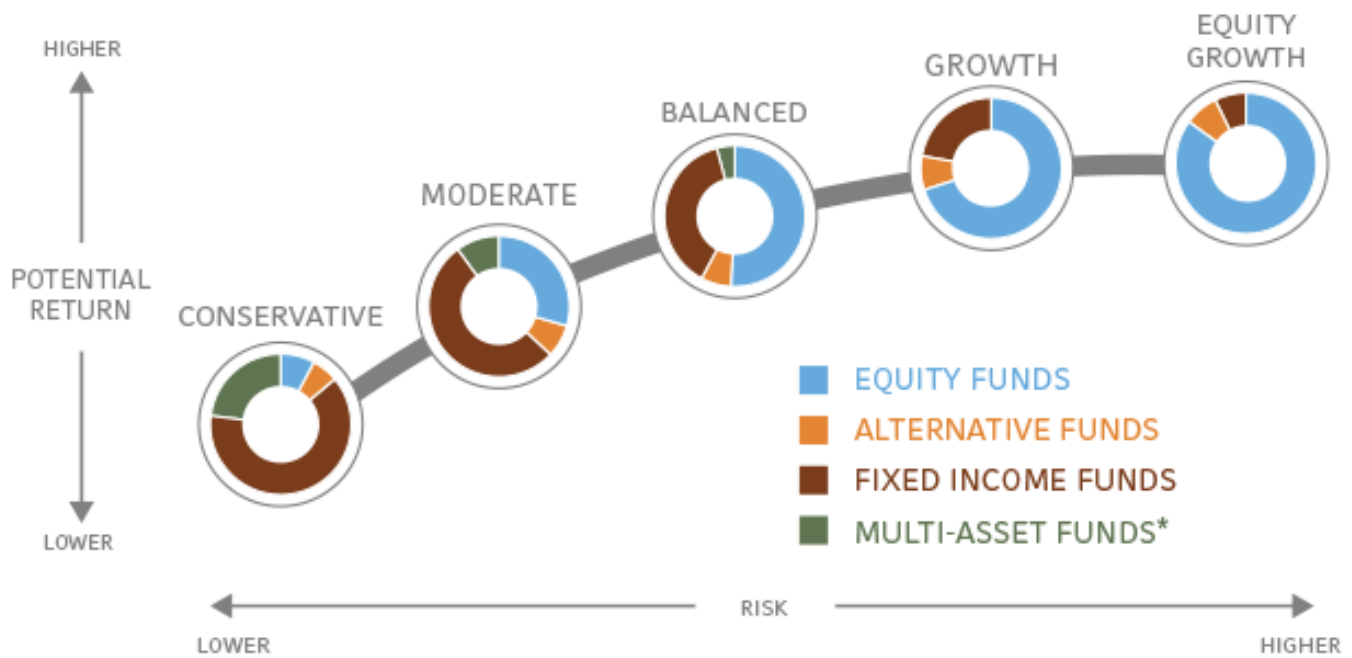 HIGHER
POTENTIAL
RETURN
LOWER
CONSERVATIVE
MODERATE
BALANCED
GROWTH
EQUITY
GROWTH
EQUITY FUNDS
ALTERNATIVE FUNDS
FIXED INCOME FUNDS
MULTI-ASSET FUNDS*
RISK
LOWER
HIGHER